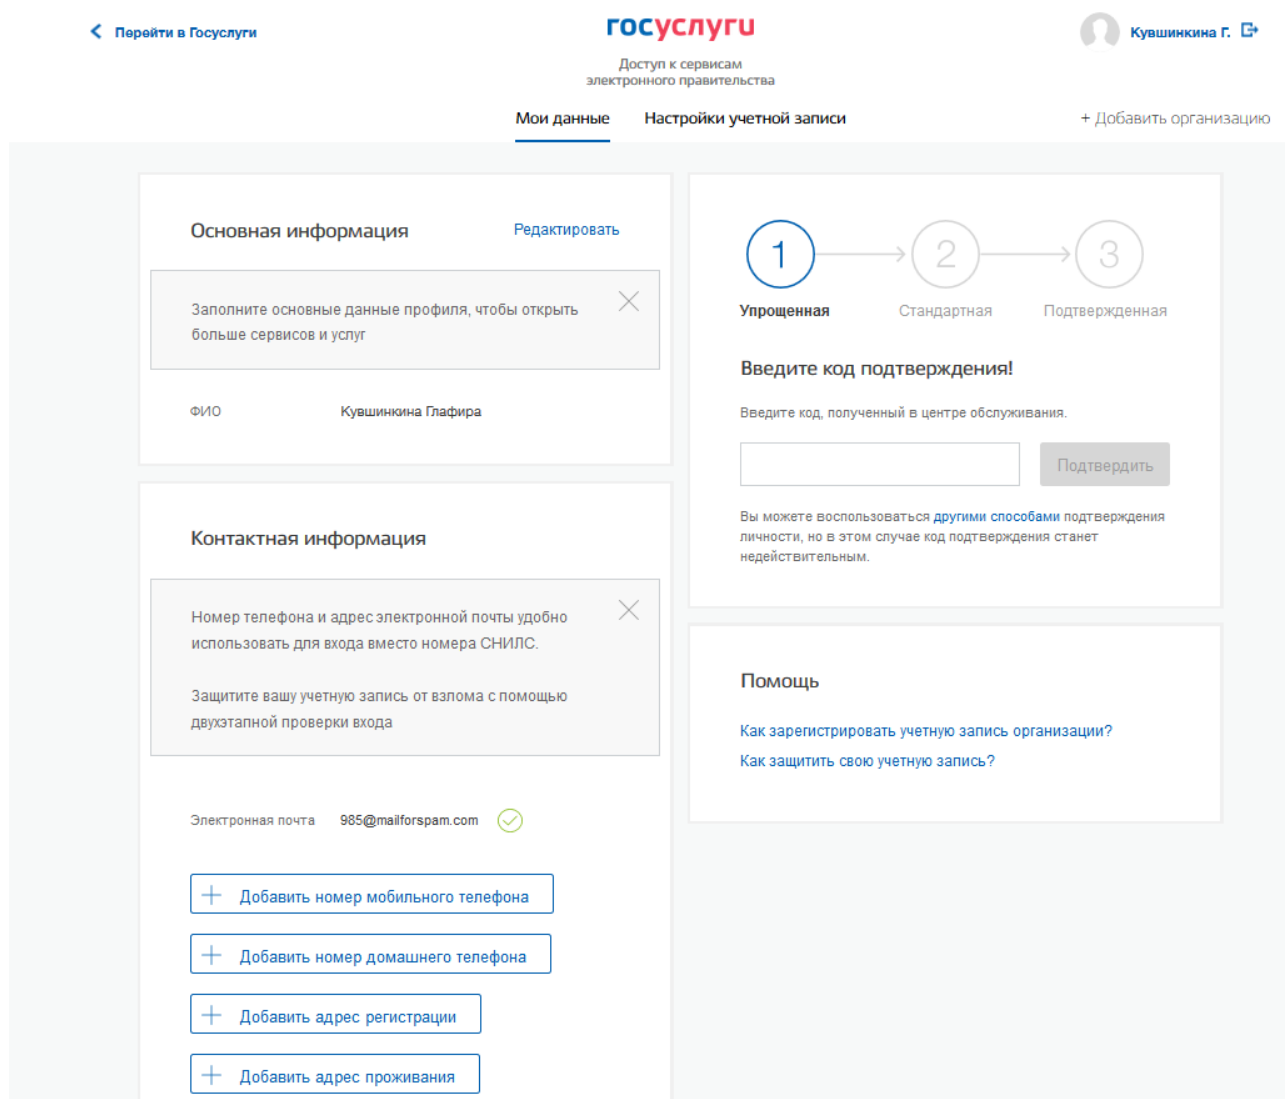 Перейти в Госуслуги
госуслуги
Доступ к сервисам
электронного правительства
Кувшинкина Г.
Мои данные
Настройки учетной записи
+ Добавить организацию
Основная информация
Редактировать
Заполните основные данные профиля, чтобы открыть
больше сервисов и услуг
ФИО
Кувшинкина Глафира
Контактная информация
Номер телефона и адрес электронной почты удобно
использовать для входа вместо номера СНИЛС.
Защитите вашу учетную запись от взлома с помощью
двухэтапной проверки входа
Электронная почта
985@mailforspam.com
Добавить номер мобильного телефона
Добавить номер домашнего телефона
Добавить адрес регистрации
Добавить адрес проживания
1
2
3
Упрощенная
Стандартная
Подтвержденная
Введите код подтверждения!
Введите код, полученный в центре обслуживания.
Подтвердить
Вы можете воспользоваться другими способами подтверждения
личности, но в этом случае код подтверждения станет
недействительным.
Помощь
Как зарегистрировать учетную запись организации?
Как защитить свою учетную запись?